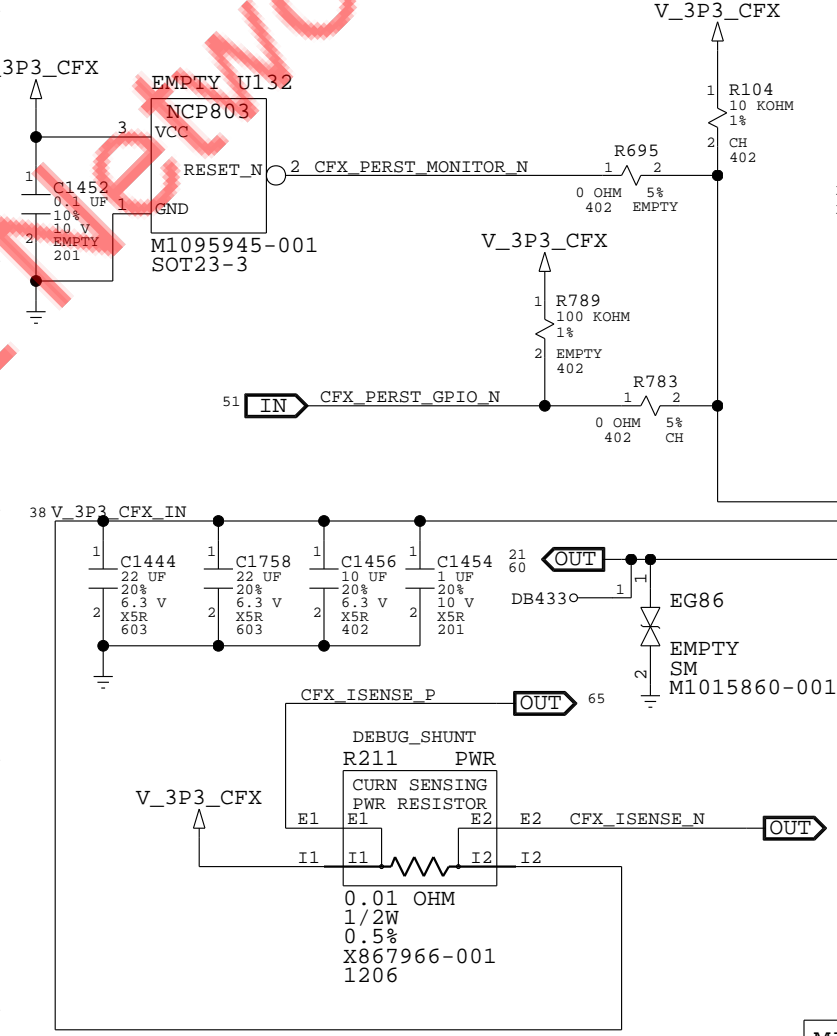 V_3P3_CFX
3P3_CFX
EMPTY U132
NCP803
3
VCC
RESET_N
2
CFX_PERST_MONITOR_N
1
GND
M1095945-001
SOT23-3
1
C1452
0.1 UF
10%
10 V
2
EMPTY
201
1
R104
10 KOHM
1%
2
CH
402
R695
1 2
0 OHM 5%
402 EMPTY
V_3P3_CFX
1
R789
100 KOHM
1%
2
EMPTY
402
51
IN
CFX_PERST_GPIO_N
R783
1 2
0 OHM 5%
402 CH
38 V_3P3_CFX_IN
1
C1444
22 UF
20%
6.3 V
2
X5R
603
1
C1758
22 UF
20%
6.3 V
2
X5R
603
1
C1456
10 UF
20%
6.3 V
2
X5R
402
1
C1454
1 UF
20%
10 V
2
X5R
201
21
60
OUT
DB433
1
1
EG86
EMPTY
SM
2
M1015860-001
CFX_ISENSE_P
OUT
65
DEBUG_SHUNT
R211 PWR
CURN SENSING
PWR RESISTOR
V_3P3_CFX
E1 E1 E2 E2
CFX_ISENSE_N
OUT
I1 I1 I2 I2
0.01 OHM
1/2W
0.5%
X867966-001
1206
Netwo